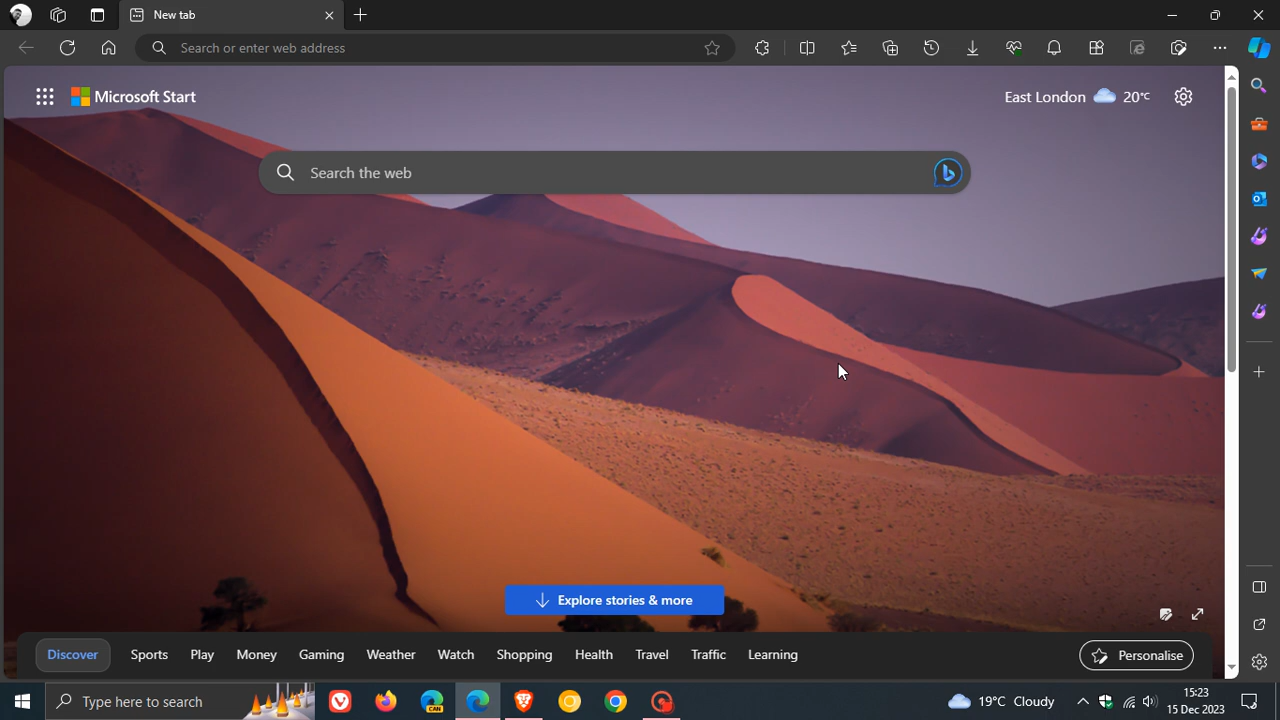 New tab
Search or enter web address
Microsoft Start
East London 20°C
Search the web
Explore stories & more
Discover Sports Play Money Gaming Weather Watch Shopping Health Travel Traffic Learning Personalise
Type here to search
CAN
19°C Cloudy
15:23
15 Dec 2023